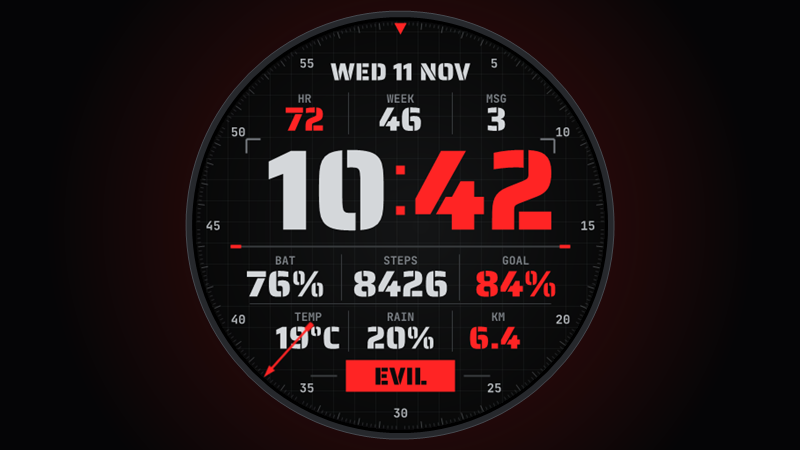 55 5
WED 11 NOV
HR WEEK MSG
72 46 3
50 10
10:42
45 15
BAT STEPS GOAL
76% 8426 84%
40 TEMP RAIN KM 20
19°C 20% 6.4
EVIL
35 25
30